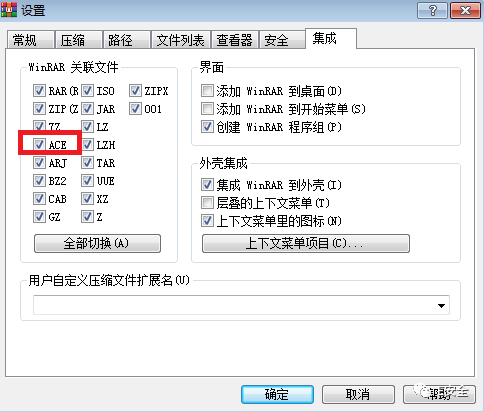 设置
常规 压缩 路径 文件列表 查看器 安全 集成
WinRAR 关联文件
RAR(R ISO ZIPX
ZIP(Z JAR 001
7Z LZ
ACE LZH
ARJ TAR
BZ2 UUE
CAB XZ
GZ Z
全部切换(A)
界面
添加 WinRAR 到桌面(D)
添加 WinRAR 到开始菜单(S)
创建 WinRAR 程序组(P)
外壳集成
集成 WinRAR 到外壳(I)
层叠的上下文菜单(T)
上下文菜单里的图标(N)
上下文菜单项目(C)...
用户自定义压缩文件扩展名(U)
确定 取消 帮助